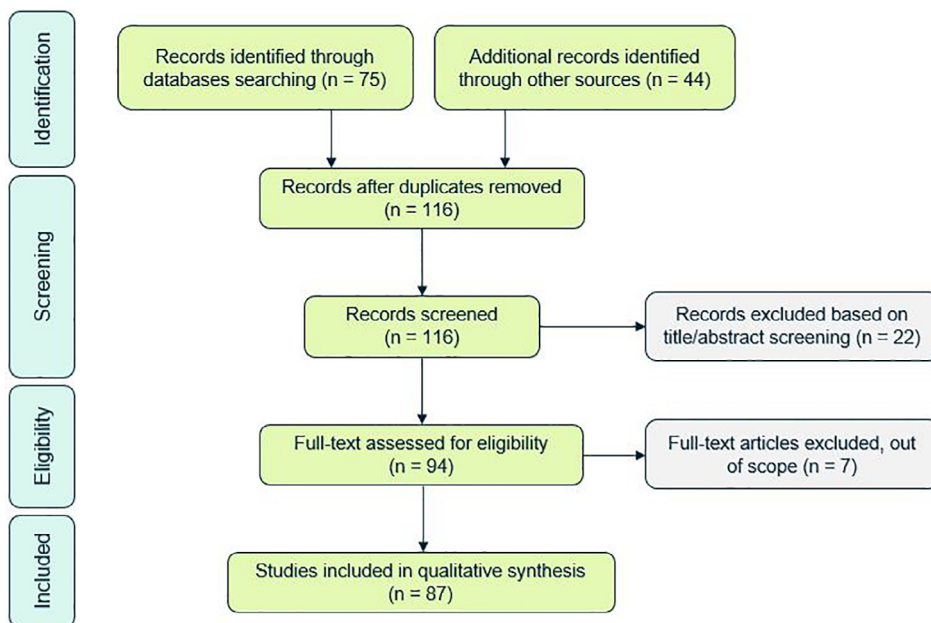 Identification
Records identified through
databases searching (n = 75)
Additional records identified
through other sources (n = 44)
Screening
Records after duplicates removed
(n = 116)
Records screened
(n = 116)
Records excluded based on
title/abstract screening (n = 22)
Eligibility
Full-text assessed for eligibility
(n = 94)
Full-text articles excluded, out
of scope (n = 7)
Included
Studies included in qualitative synthesis
(n = 87)